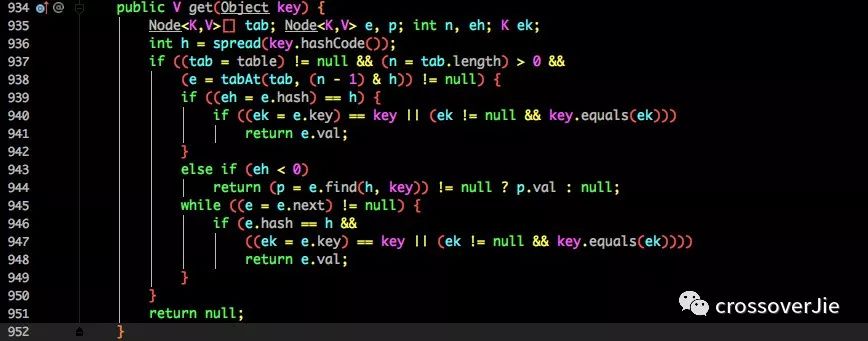 934 public V get(Object key) {
935 Node<K,V>[] tab; Node<K,V> e, p; int n, eh; K ek;
936 int h = spread(key.hashCode());
937 if ((tab = table) != null && (n = tab.length) > 0 &&
938 (e = tabAt(tab, (n - 1) & h)) != null) {
939 if ((eh = e.hash) == h) {
940 if ((ek = e.key) == key || (ek != null && key.equals(ek)))
941 return e.val;
942 }
943 else if (eh < 0)
944 return (p = e.find(h, key)) != null ? p.val : null;
945 while ((e = e.next) != null) {
946 if (e.hash == h &&
947 ((ek = e.key) == key || (ek != null && key.equals(ek))))
948 return e.val;
949 }
950 }
951 return null;
952 }
crossoverJie